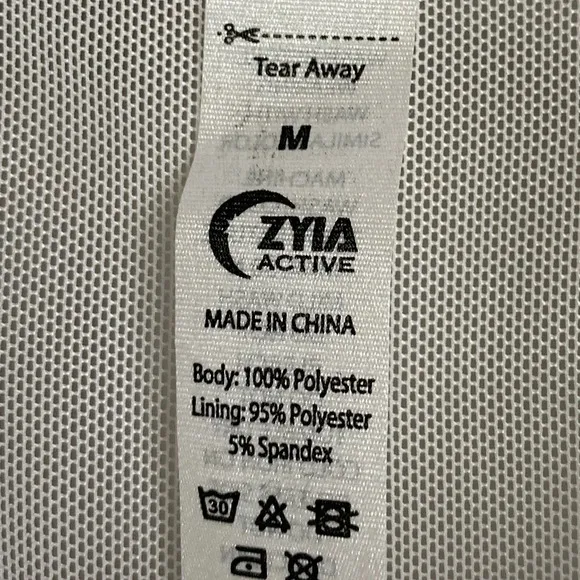 Tear Away
M
ZYIA
ACTIVE
MADE IN CHINA
Body: 100% Polyester
Lining: 95% Polyester
5% Spandex
30